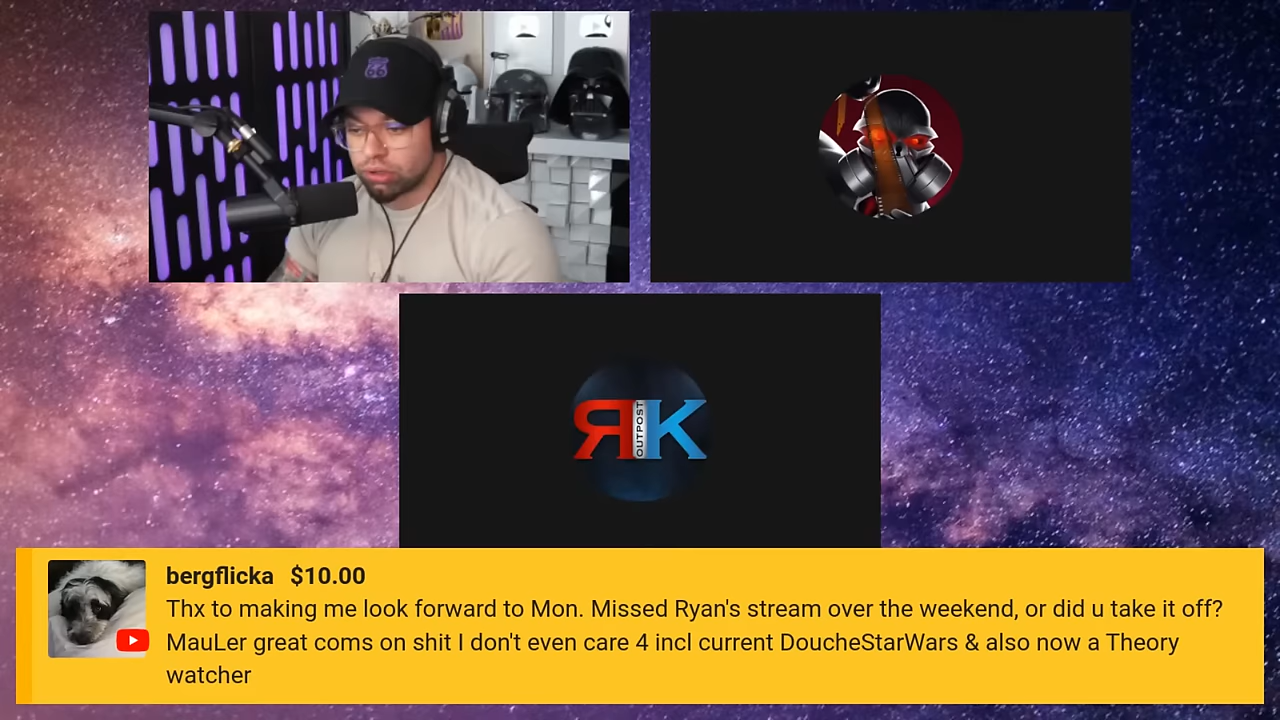 66
ЯK
OUTPOST
bergflicka $10.00
Thx to making me look forward to Mon. Missed Ryan's stream over the weekend, or did u take it off?
MauLer great coms on shit I don't even care 4 incl current DoucheStarWars & also now a Theory
watcher